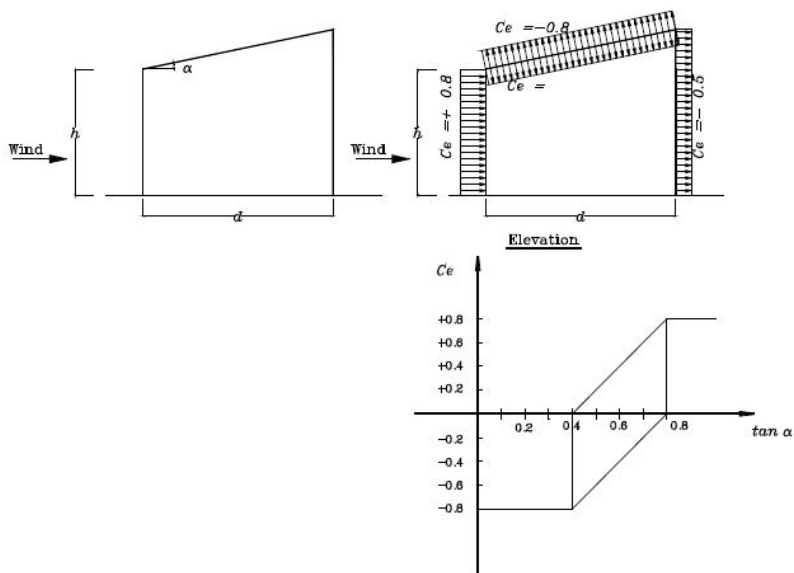 α
h
Wind
d
Ce =-0.8
Ce =
Ce =+ 0.8
h
Wind
Ce =- 0.5
d
Elevation
Ce
+0.8
+0.6
+0.4
+0.2
-0.2
-0.4
-0.6
-0.8
0.2 0.4 0.6 0.8
tan α